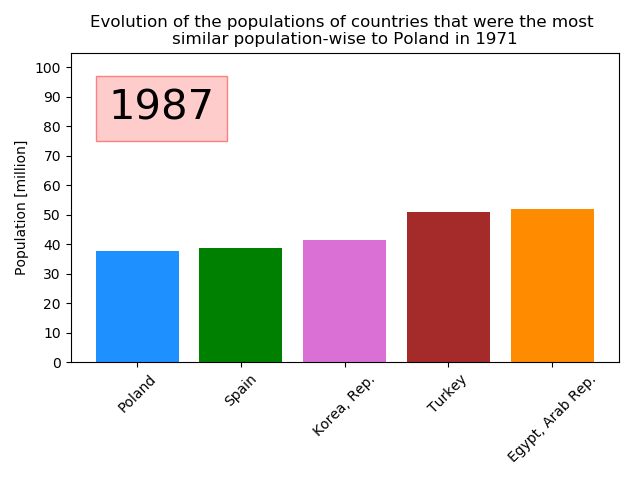 Evolution of the populations of countries that were the most
similar population-wise to Poland in 1971
1987
Population [million]
100
90
80
70
60
50
40
30
20
10
0
Poland
Spain
Korea, Rep.
Turkey
Egypt, Arab Rep.